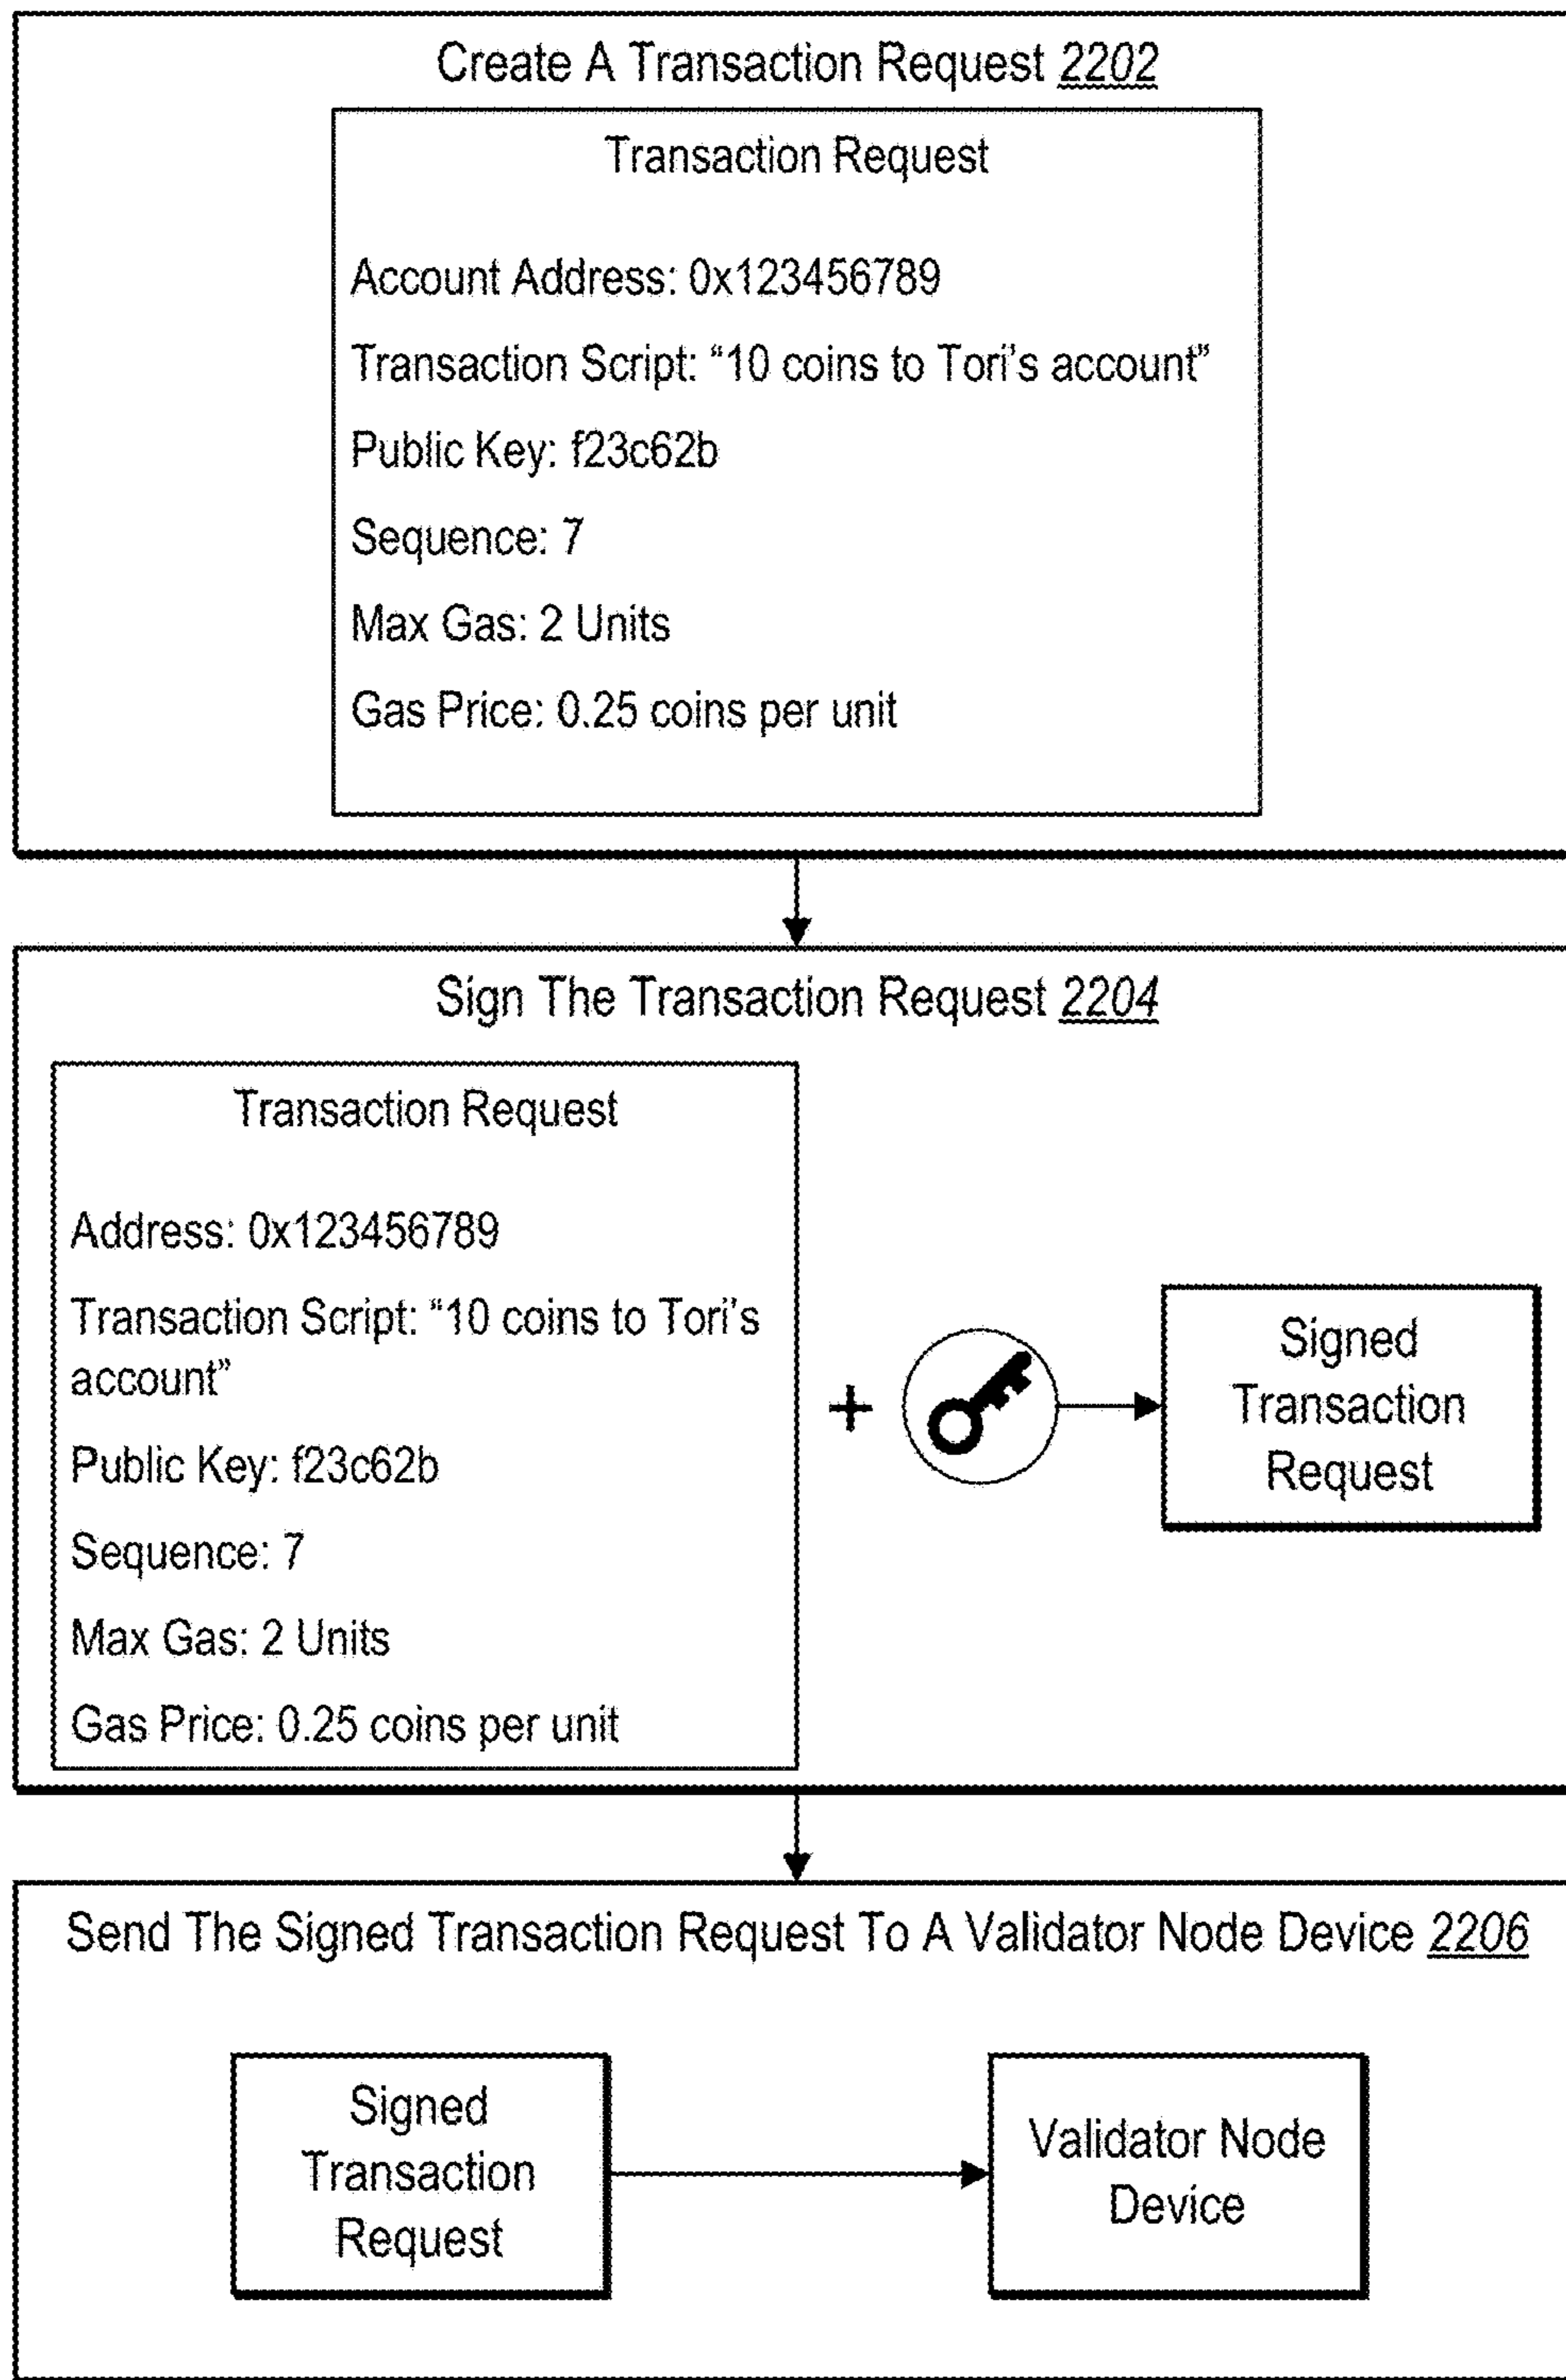 Create A Transaction Request 2202
Transaction Request
Account Address: 0x123456789
Transaction Script: “10 coins to Tori’s account”
Public Key: f23c62b
Sequence: 7
Max Gas: 2 Units
Gas Price: 0.25 coins per unit
Sign The Transaction Request 2204
Transaction Request
Address: 0x123456789
Transaction Script: “10 coins to Tori’s
account”
Public Key: f23c62b
Sequence: 7
Max Gas: 2 Units
Gas Price: 0.25 coins per unit
+
Signed
Transaction
Request
Send The Signed Transaction Request To A Validator Node Device 2206
Signed
Transaction
Request
Validator Node
Device